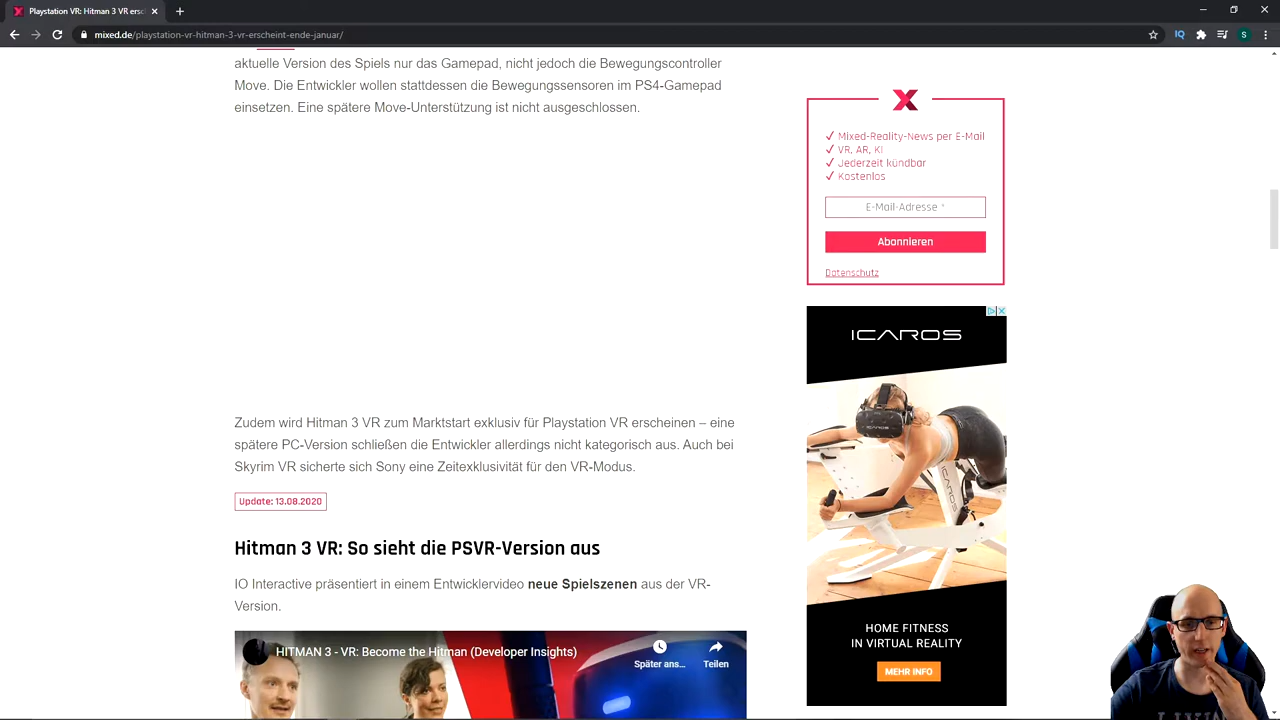 Playstation VR: Hitman 3 VR ersc
mixed.de/playstation-vr-hitman-3-vr-erscheint-ende-januar/
S
aktuelle Version des Spiels nur das Gamepad, nicht jedoch die Bewegungscontroller
Move. Die Entwickler wollen stattdessen die Bewegungssensoren im PS4-Gamepad
einsetzen. Eine spätere Move-Unterstützung ist nicht ausgeschlossen.
Zudem wird Hitman 3 VR zum Marktstart exklusiv für Playstation VR erscheinen – eine
spätere PC-Version schließen die Entwickler allerdings nicht kategorisch aus. Auch bei
Skyrim VR sicherte sich Sony eine Zeitexklusivität für den VR-Modus.
Update: 13.08.2020
Hitman 3 VR: So sieht die PSVR-Version aus
IO Interactive präsentiert in einem Entwicklervideo neue Spielszenen aus der VR-
Version.
HITMAN 3 - VR: Become the Hitman (Developer Insights)
Später ans...
Teilen
Mixed-Reality-News per E-Mail
VR, AR, KI
Jederzeit kündbar
Kostenlos
E-Mail-Adresse *
Abonnieren
Datenschutz
ICAROS
ICAROS
ICAROS
HOME FITNESS
IN VIRTUAL REALITY
MEHR INFO